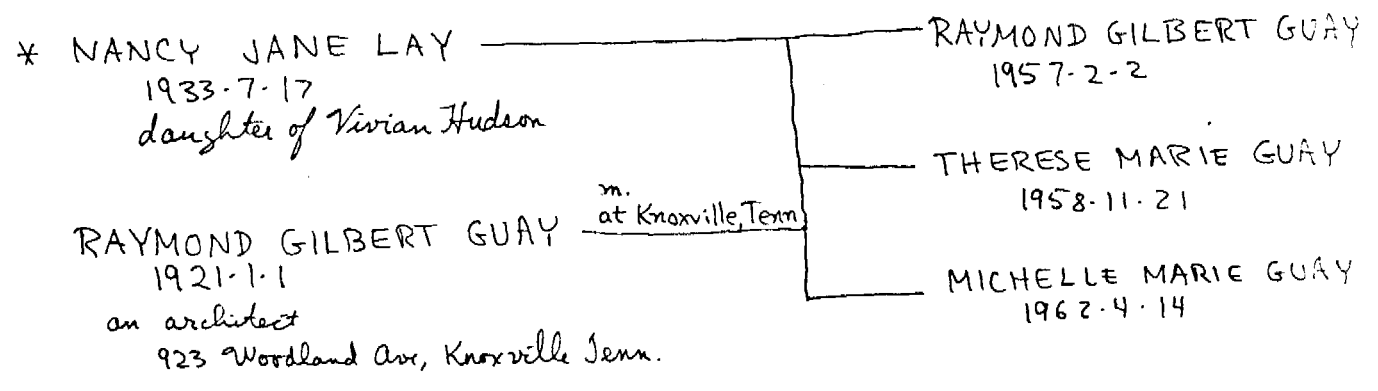 * NANCY JANE LAY
1933·7·17
daughter of Vivian Hudson
m.
at Knoxville, Tenn
RAYMOND GILBERT GUAY
1921·1·1
an architect
923 Woodland Ave, Knoxville Tenn.
RAYMOND GILBERT GUAY
1957·2·2
THERESE MARIE GUAY
1958·11·21
MICHELLE MARIE GUAY
1962·4·14